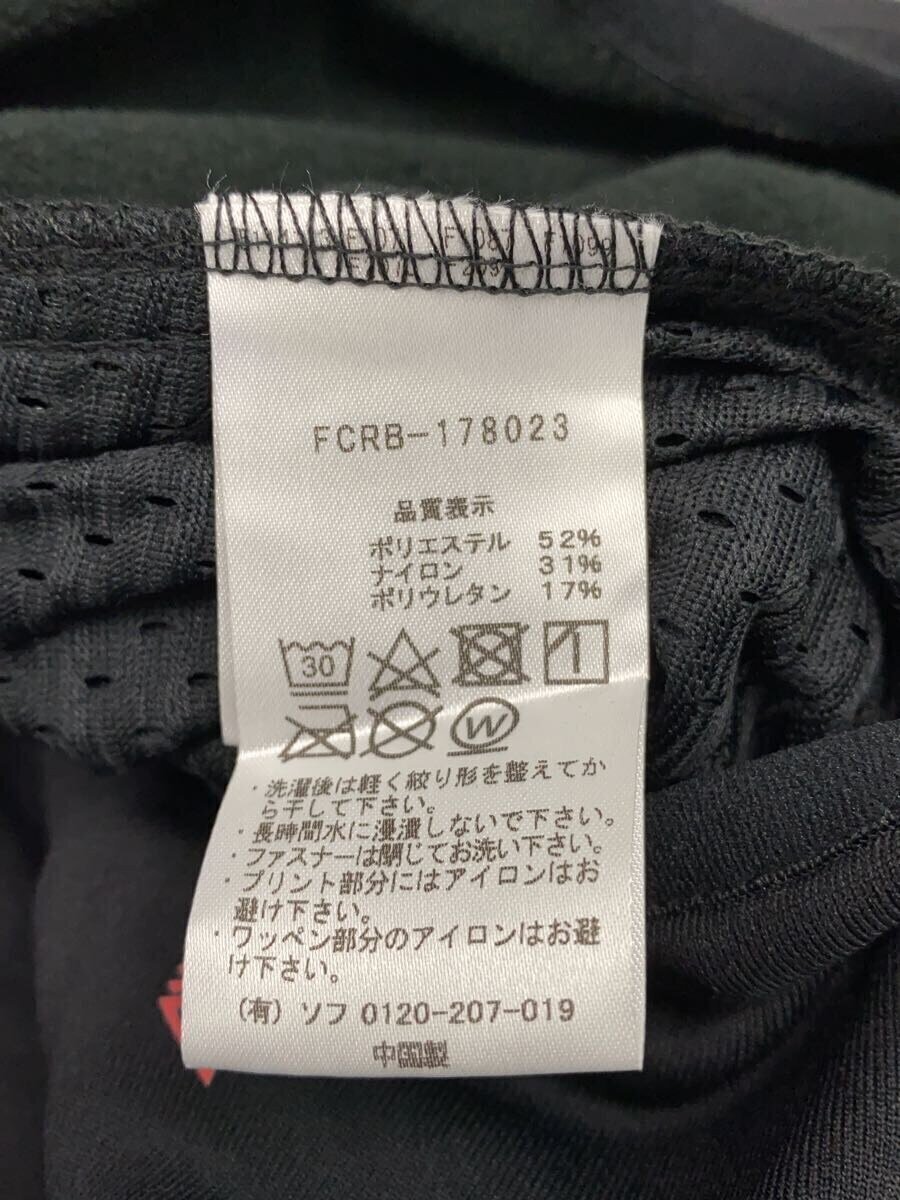 FCRB-178023
品質表示
ポリエステル 52%
ナイロン 31%
ポリウレタン 17%
30
W
・洗濯後は軽く絞り形を整えてか
ら干して下さい。
・長時間水に浸漬しないで下さい。
・ファスナーは閉じてお洗い下さい。
・プリント部分にはアイロンはお
避け下さい。
・ワッペン部分のアイロンはお避
け下さい。
(有) ソフ 0120-207-019
中国製